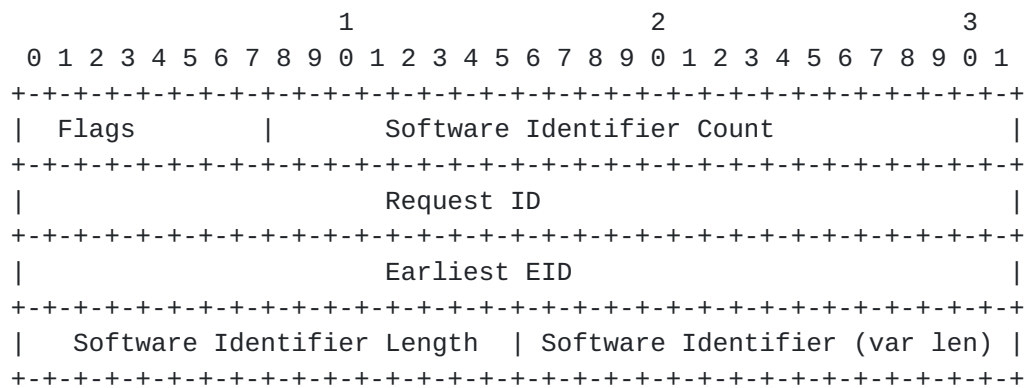 1                   2                   3
 0 1 2 3 4 5 6 7 8 9 0 1 2 3 4 5 6 7 8 9 0 1 2 3 4 5 6 7 8 9 0 1
+-+-+-+-+-+-+-+-+-+-+-+-+-+-+-+-+-+-+-+-+-+-+-+-+-+-+-+-+-+-+-+-+
|  Flags        |       Software Identifier Count               |
+-+-+-+-+-+-+-+-+-+-+-+-+-+-+-+-+-+-+-+-+-+-+-+-+-+-+-+-+-+-+-+-+
|                       Request ID                              |
+-+-+-+-+-+-+-+-+-+-+-+-+-+-+-+-+-+-+-+-+-+-+-+-+-+-+-+-+-+-+-+-+
|                       Earliest EID                            |
+-+-+-+-+-+-+-+-+-+-+-+-+-+-+-+-+-+-+-+-+-+-+-+-+-+-+-+-+-+-+-+-+
|   Software Identifier Length  | Software Identifier (var len) |
+-+-+-+-+-+-+-+-+-+-+-+-+-+-+-+-+-+-+-+-+-+-+-+-+-+-+-+-+-+-+-+-+